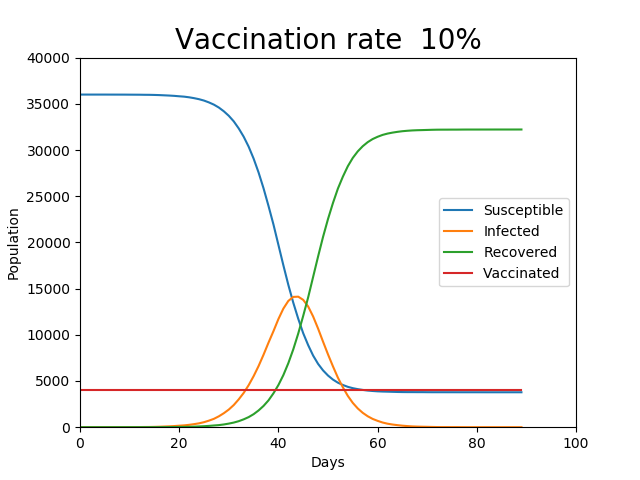 Vaccination rate  10%
40000
35000
30000
25000
20000
15000
10000
5000
0
Population
Susceptible
Infected
Recovered
Vaccinated
0 20 40 60 80 100
Days